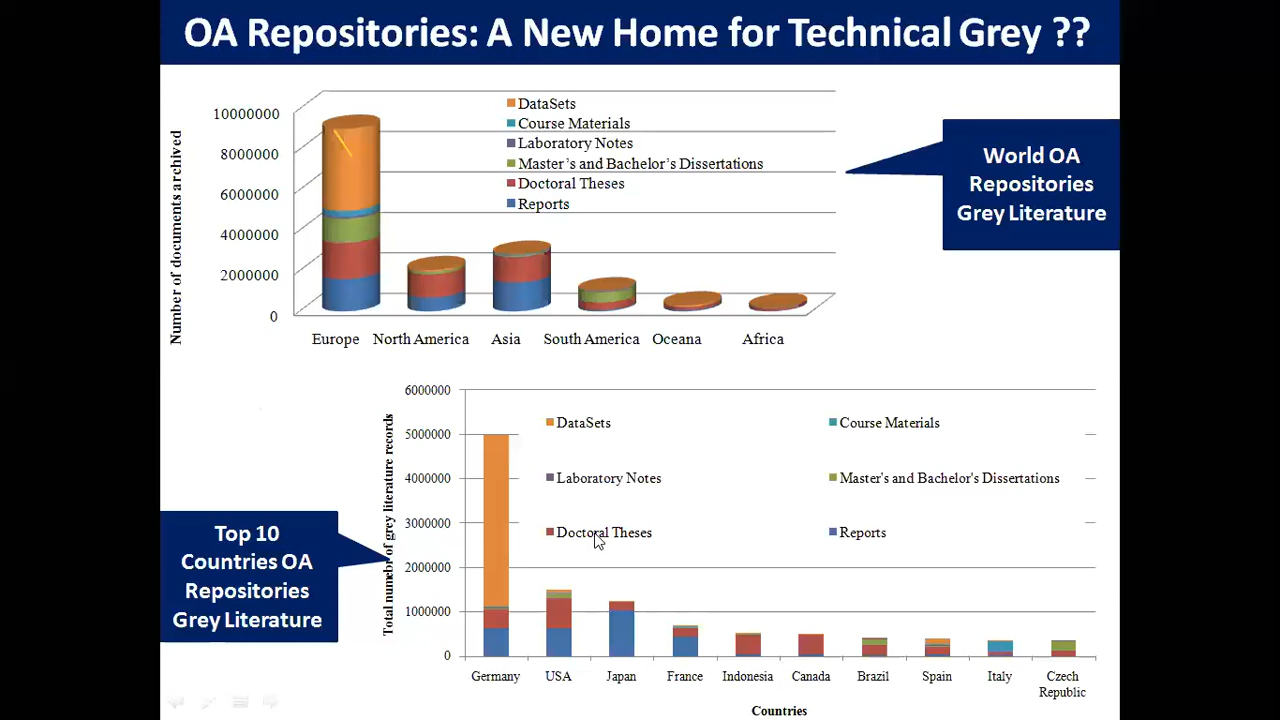 OA Repositories: A New Home for Technical Grey ??
Number of documents archived
10000000
8000000
6000000
4000000
2000000
0
DataSets
Course Materials
Laboratory Notes
Master's and Bachelor's Dissertations
Doctoral Theses
Reports
Europe North America Asia South America Oceana Africa
World OA
Repositories
Grey Literature
Top 10
Countries OA
Repositories
Grey Literature
Total numebr of grey literature records
6000000
5000000
4000000
3000000
2000000
1000000
0
DataSets Course Materials
Laboratory Notes Master's and Bachelor's Dissertations
Doctoral Theses Reports
Germany USA Japan France Indonesia Canada Brazil Spain Italy Czech
Republic
Countries